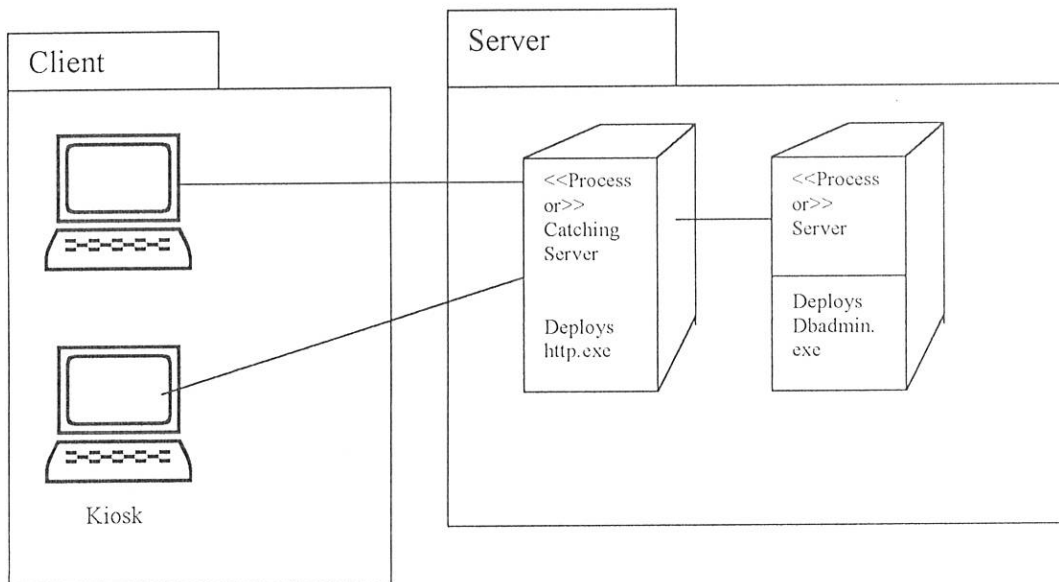 Client
Kiosk
Server
<<Process
or>>
Catching
Server
Deploys
http.exe
<<Process
or>>
Server
Deploys
Dbadmin.
exe